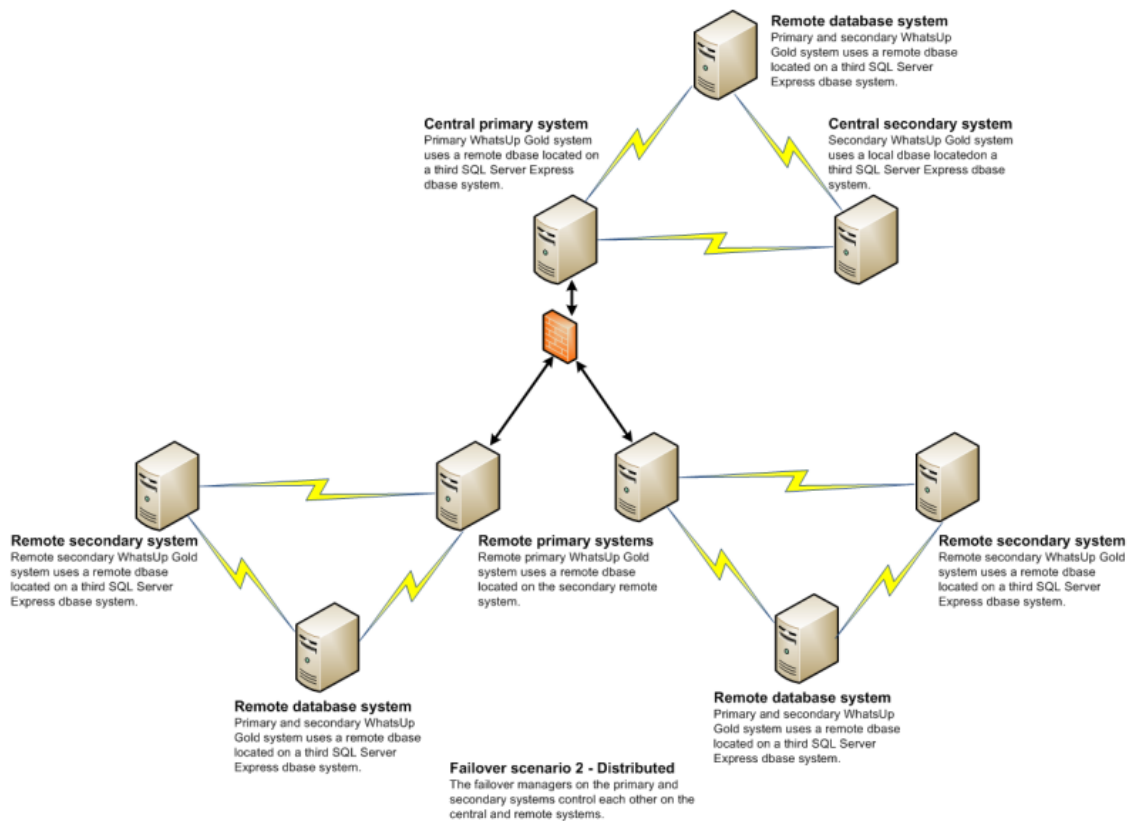 Remote database system
Primary and secondary WhatsUp
Gold system uses a remote dbase
located on a third SQL Server
Express dbase system.
Central primary system
Primary WhatsUp Gold system
uses a remote dbase located on
a third SQL Server Express
dbase system.
Central secondary system
Secondary WhatsUp Gold system
uses a local dbase locatedon a
third SQL Server Express dbase
system.
Remote secondary system
Remote secondary WhatsUp Gold
system uses a remote dbase
located on a third SQL Server
Express dbase system.
Remote primary systems
Remote primary WhatsUp Gold
system uses a remote dbase
located on the secondary remote
system.
Remote secondary system
Remote secondary WhatsUp Gold
system uses a remote dbase
located on a third SQL Server
Express dbase system.
Remote database system
Primary and secondary WhatsUp
Gold system uses a remote dbase
located on a third SQL Server
Express dbase system.
Remote database system
Primary and secondary WhatsUp
Gold system uses a remote dbase
located on a third SQL Server
Express dbase system.
Failover scenario 2 - Distributed
The failover managers on the primary and
secondary systems control each other on the
central and remote systems.